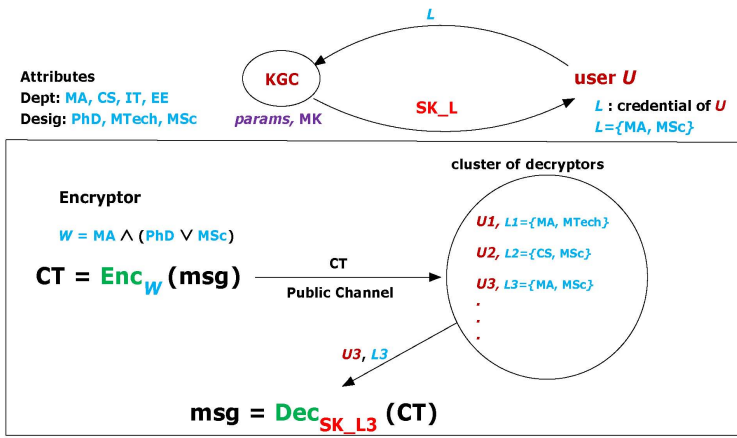 L
Attributes
Dept: MA, CS, IT, EE
Desig: PhD, MTech, MSc
KGC
params, MK
SK_L
user U
L : credential of U
L={MA, MSc}
cluster of decryptors
Encryptor
W = MA ∧ (PhD ∨ MSc)
CT = Enc_W (msg)
CT
Public Channel
U1, L1={MA, MTech}
U2, L2={CS, MSc}
U3, L3={MA, MSc}
.
.
.
U3, L3
msg = Dec_SK_L3 (CT)